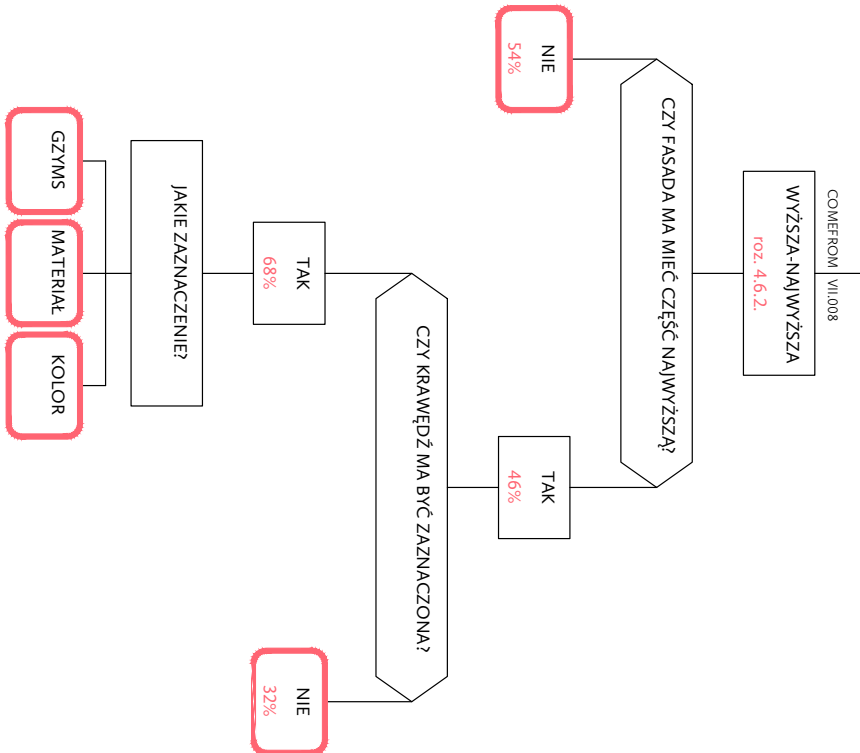 COMEFROM VII.008
WYŻSZA-NAJWYŻSZA
roz. 4.6.2.
CZY FASADA MA MIEĆ CZĘŚĆ NAJWYŻSZĄ?
NIE
54%
TAK
46%
CZY KRAWĘDŹ MA BYĆ ZAZNACZONA?
TAK
68%
NIE
32%
JAKIE ZAZNACZENIE?
GZYMS
MATERIAŁ
KOLOR